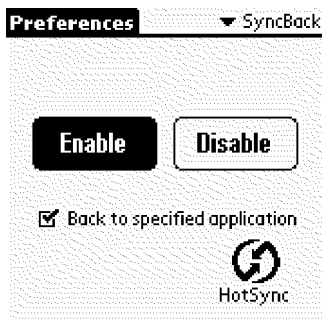 Preferences SyncBack
Enable Disable
Back to specified application
HotSync